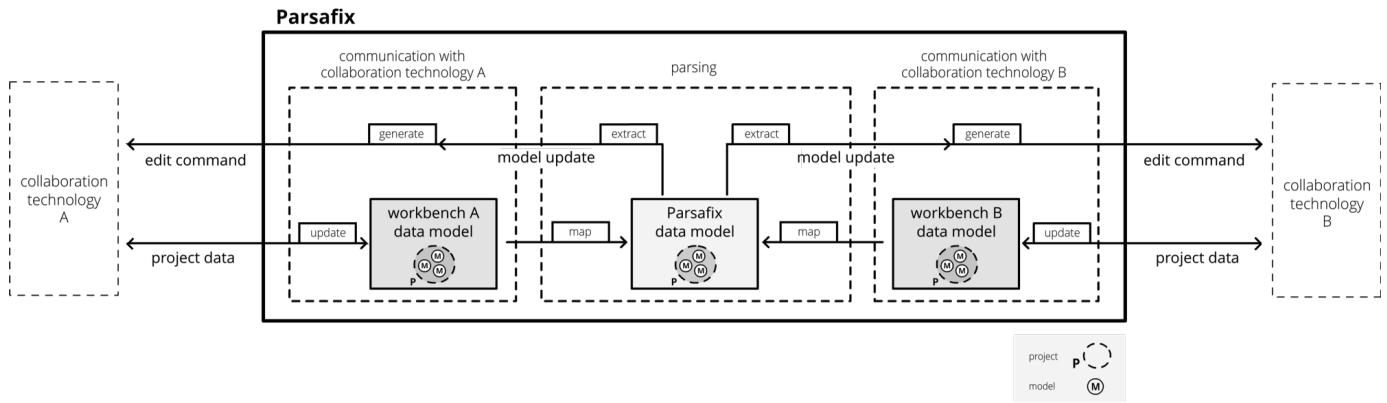 Parsafix
communication with
collaboration technology A
parsing
communication with
collaboration technology B
generate
extract
extract
generate
edit command
model update
model update
edit command
collaboration
technology
A
collaboration
technology
B
workbench A
data model
M
M
M
P
Parsafix
data model
M
M
M
P
workbench B
data model
M
M
M
P
update
map
map
update
project data
project data
project
P
model
M